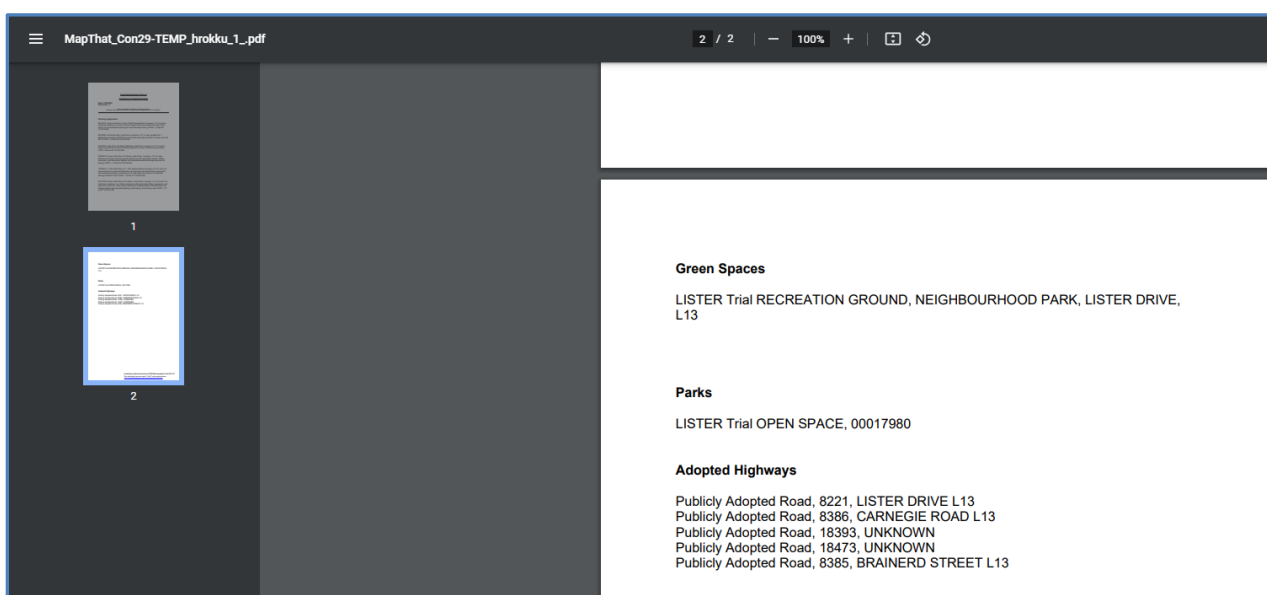 MapThat_Con29-TEMP_hrokku_1_.pdf
2 / 2
100%
1
2
Green Spaces
LISTER Trial RECREATION GROUND, NEIGHBOURHOOD PARK, LISTER DRIVE,
L13
Parks
LISTER Trial OPEN SPACE, 00017980
Adopted Highways
Publicly Adopted Road, 8221, LISTER DRIVE L13
Publicly Adopted Road, 8386, CARNEGIE ROAD L13
Publicly Adopted Road, 18393, UNKNOWN
Publicly Adopted Road, 18473, UNKNOWN
Publicly Adopted Road, 8385, BRAINERD STREET L13